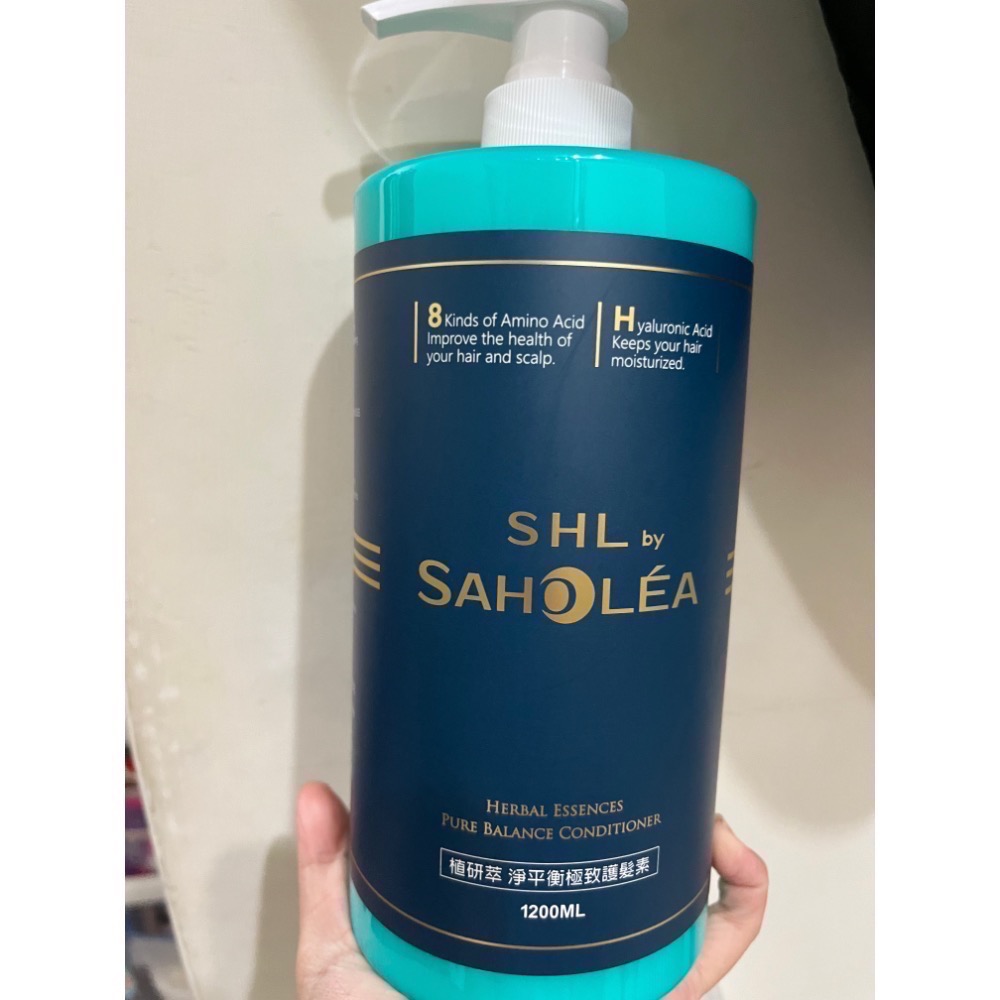 8 Kinds of Amino Acid
Improve the health of
your hair and scalp.
Hyaluronic Acid
Keeps your hair
moisturized.
SHL by
SAHOLÉA
HERBAL ESSENCES
PURE BALANCE CONDITIONER
植研萃 淨平衡極致護髮素
1200ML